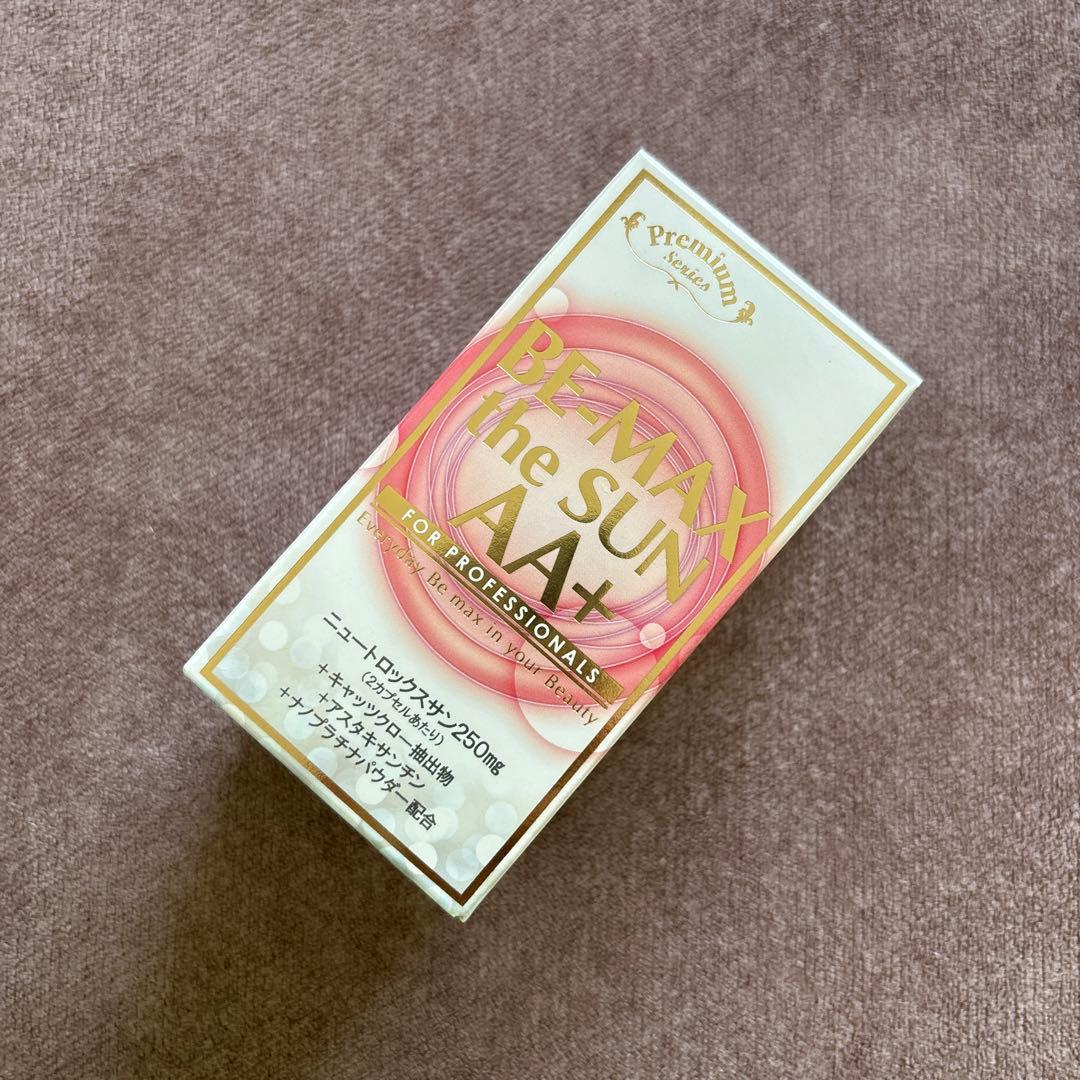 Premium
Series
BE-MAX
the SUN
AA+
FOR PROFESSIONALS
Everyday Be max in your Beauty
ニュートロックスサン250㎎
(2カプセルあたり)
+キャッツクロー抽出物
+アスタキサンチン
+ナノプラチナパウダー配合